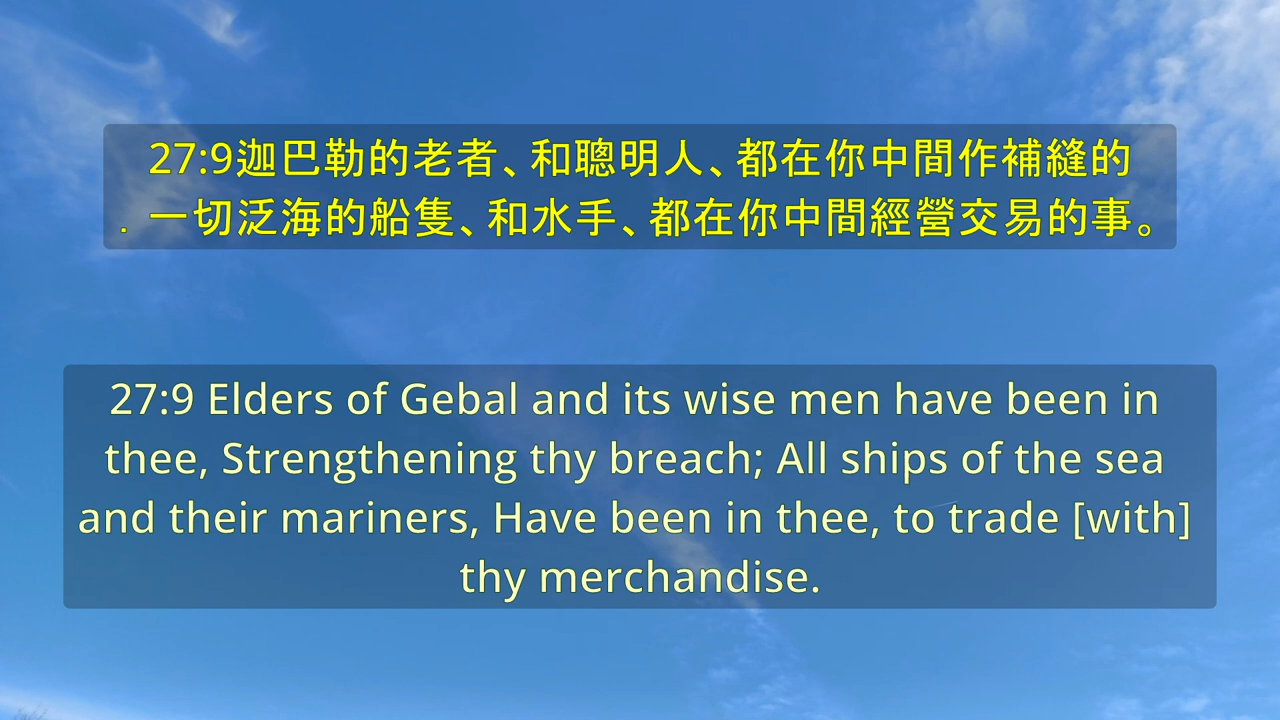 27:9迦巴勒的老者、和聰明人、都在你中間作補縫的
．一切泛海的船隻、和水手、都在你中間經營交易的事。
27:9 Elders of Gebal and its wise men have been in
thee, Strengthening thy breach; All ships of the sea
and their mariners, Have been in thee, to trade [with]
thy merchandise.